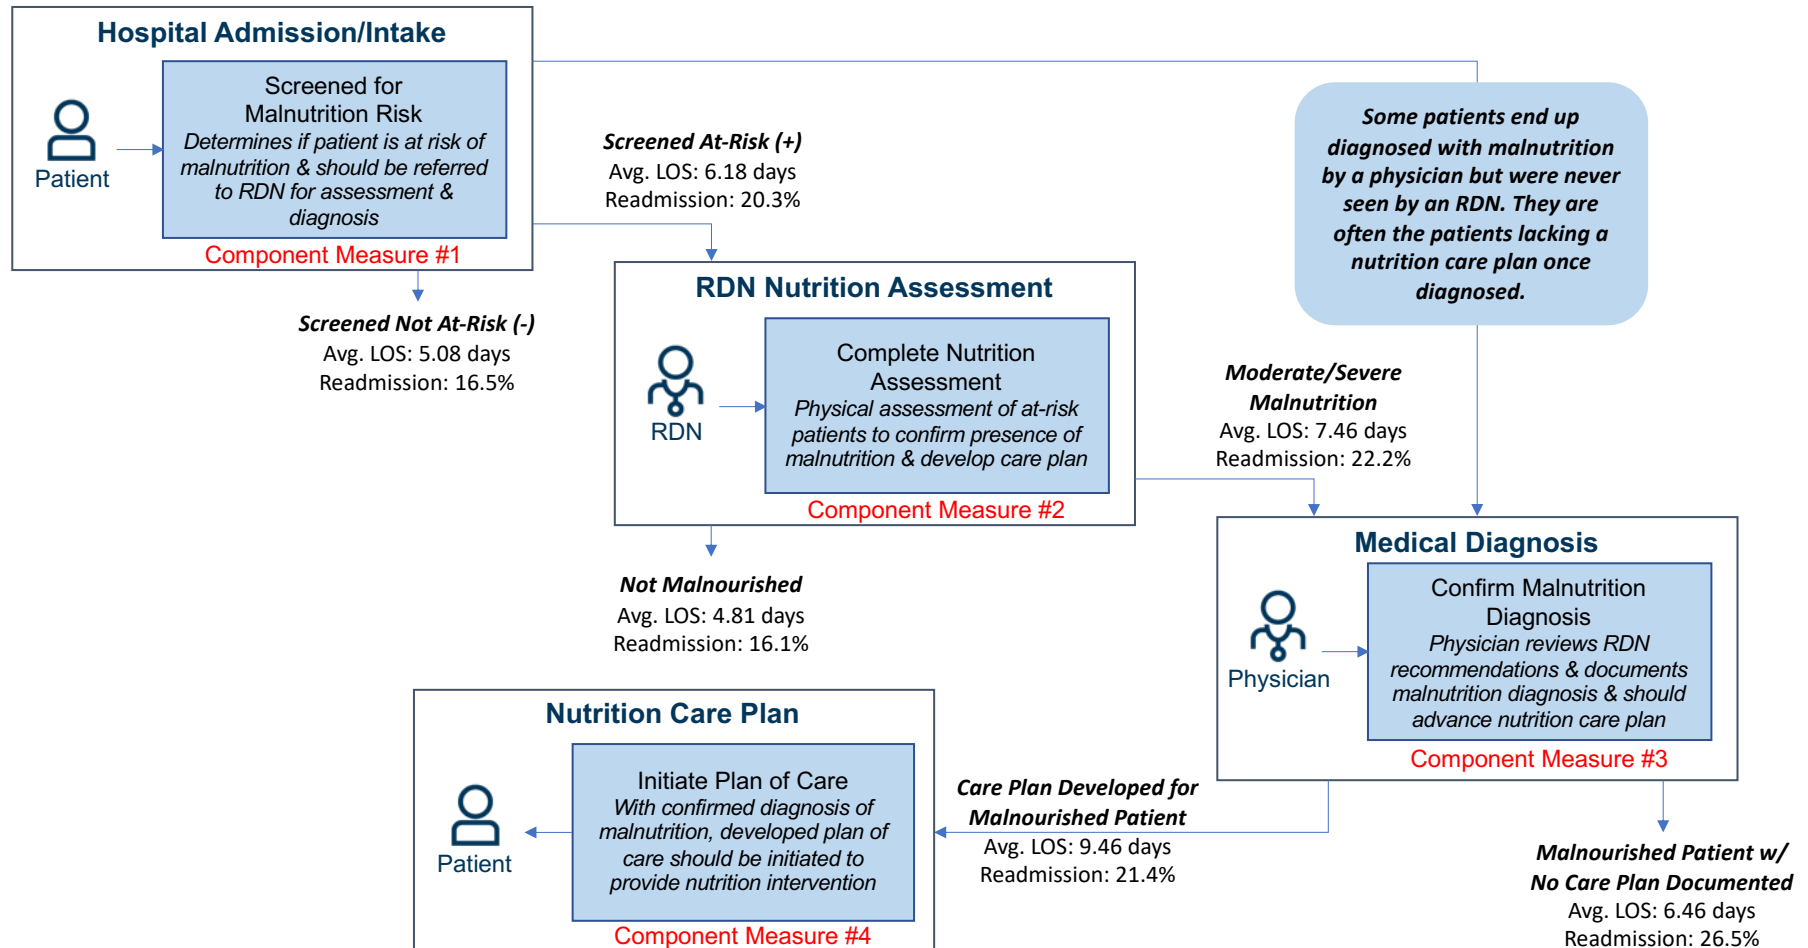 Hospital Admission/Intake
Patient
Screened for
Malnutrition Risk
Determines if patient is at risk of
malnutrition & should be referred
to RDN for assessment &
diagnosis
Component Measure #1
Screened Not At-Risk (-)
Avg. LOS: 5.08 days
Readmission: 16.5%
Screened At-Risk (+)
Avg. LOS: 6.18 days
Readmission: 20.3%
Some patients end up
diagnosed with malnutrition
by a physician but were never
seen by an RDN. They are
often the patients lacking a
nutrition care plan once
diagnosed.
RDN Nutrition Assessment
RDN
Complete Nutrition
Assessment
Physical assessment of at-risk
patients to confirm presence of
malnutrition & develop care plan
Component Measure #2
Not Malnourished
Avg. LOS: 4.81 days
Readmission: 16.1%
Moderate/Severe
Malnutrition
Avg. LOS: 7.46 days
Readmission: 22.2%
Medical Diagnosis
Physician
Confirm Malnutrition
Diagnosis
Physician reviews RDN
recommendations & documents
malnutrition diagnosis & should
advance nutrition care plan
Component Measure #3
Malnourished Patient w/
No Care Plan Documented
Avg. LOS: 6.46 days
Readmission: 26.5%
Care Plan Developed for
Malnourished Patient
Avg. LOS: 9.46 days
Readmission: 21.4%
Nutrition Care Plan
Patient
Initiate Plan of Care
With confirmed diagnosis of
malnutrition, developed plan of
care should be initiated to
provide nutrition intervention
Component Measure #4